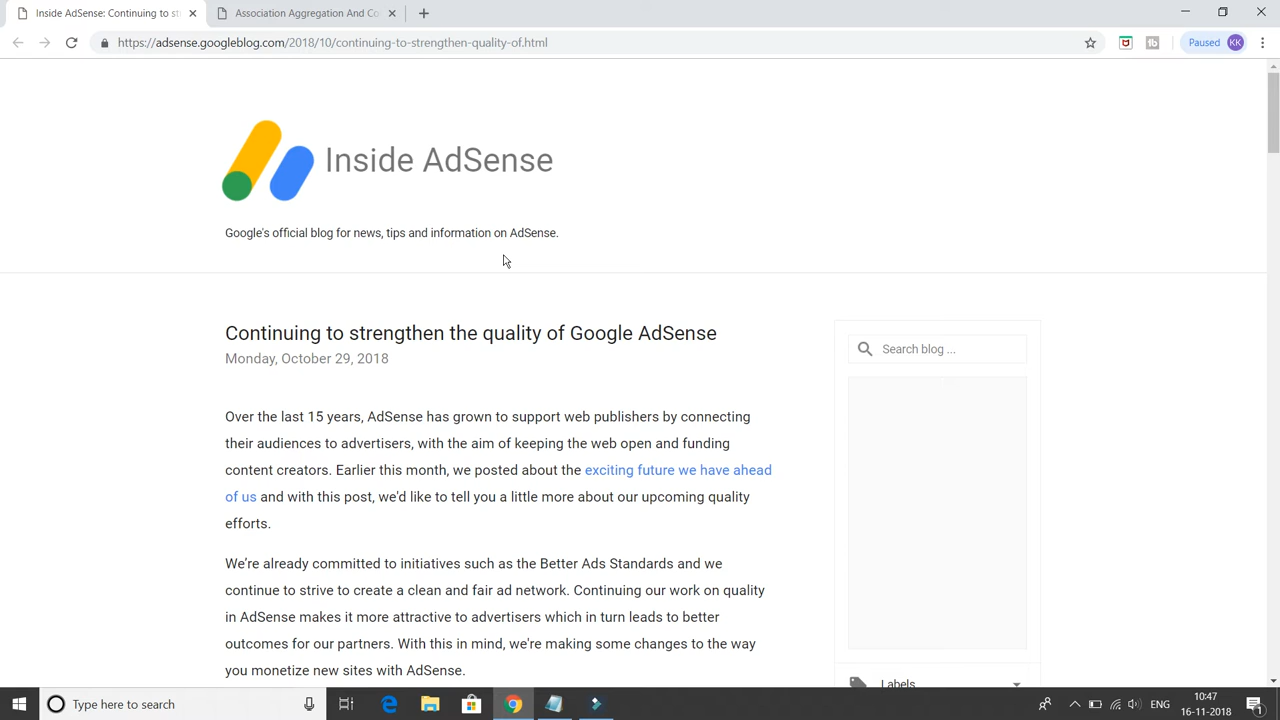 Inside AdSense: Continuing to st
Association Aggregation And Co
https://adsense.googleblog.com/2018/10/continuing-to-strengthen-quality-of.html
Paused KK
Inside AdSense
Google's official blog for news, tips and information on AdSense.
Continuing to strengthen the quality of Google AdSense
Monday, October 29, 2018
Search blog ...
Over the last 15 years, AdSense has grown to support web publishers by connecting
their audiences to advertisers, with the aim of keeping the web open and funding
content creators. Earlier this month, we posted about the exciting future we have ahead
of us and with this post, we'd like to tell you a little more about our upcoming quality
efforts.
We're already committed to initiatives such as the Better Ads Standards and we
continue to strive to create a clean and fair ad network. Continuing our work on quality
in AdSense makes it more attractive to advertisers which in turn leads to better
outcomes for our partners. With this in mind, we're making some changes to the way
you monetize new sites with AdSense.
Labels
Type here to search
ENG
10:47
16-11-2018
1